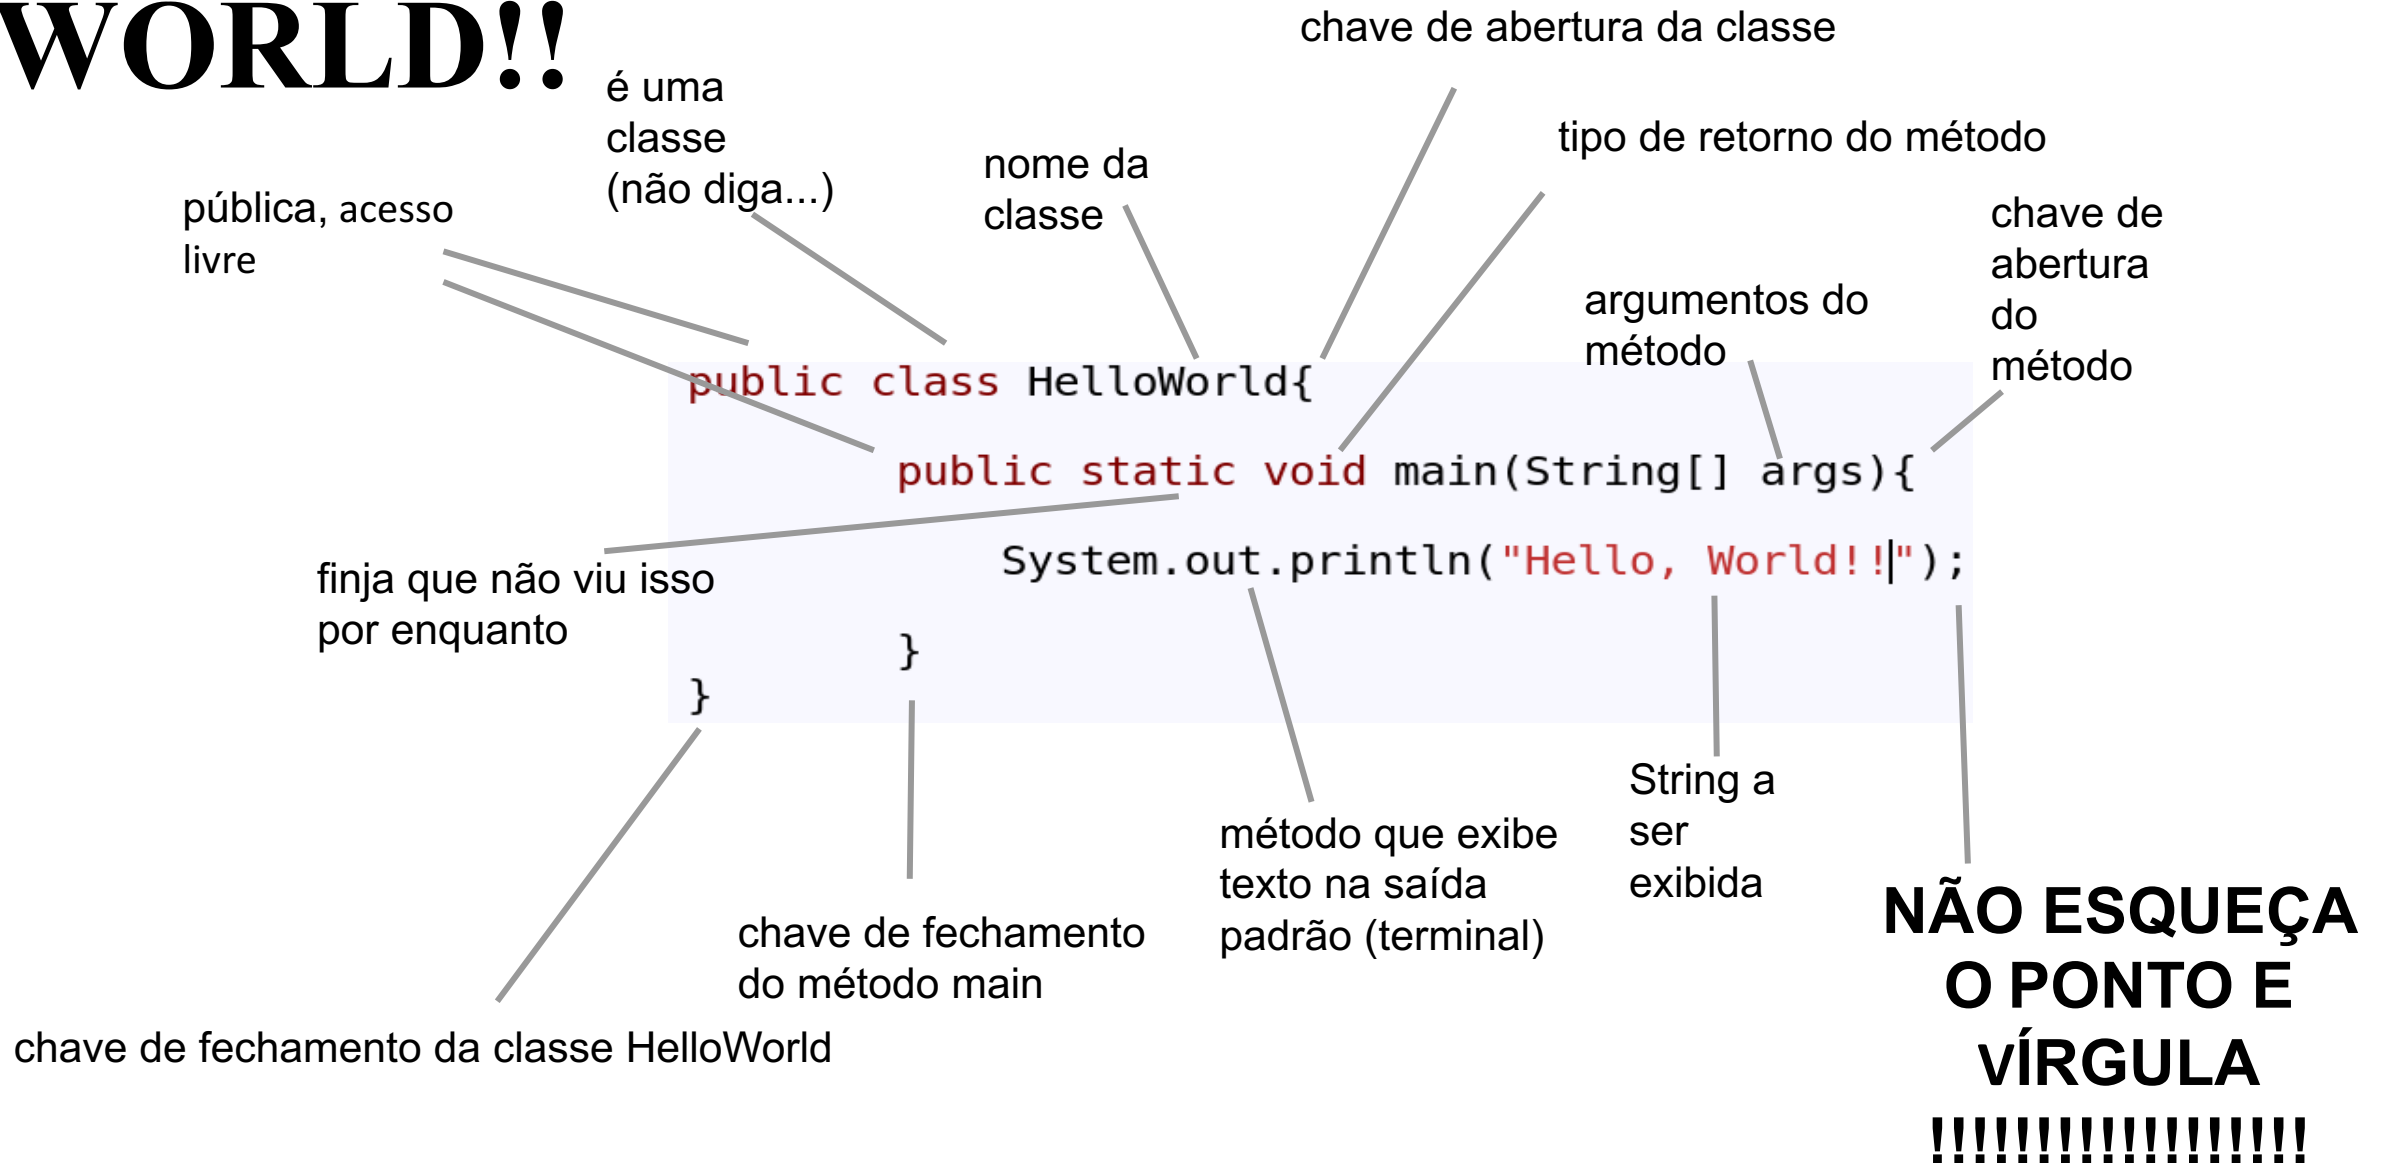 WORLD!!
chave de abertura da classe
é uma
classe
(não diga...)
tipo de retorno do método
nome da
classe
pública, acesso
livre
chave de
abertura
do
método
argumentos do
método
public class HelloWorld{
public static void main(String[] args){
System.out.println("Hello, World!!");
}
}
finja que não viu isso
por enquanto
String a
ser
exibida
método que exibe
texto na saída
padrão (terminal)
chave de fechamento
do método main
chave de fechamento da classe HelloWorld
NÃO ESQUEÇA
O PONTO E
VÍRGULA
!!!!!!!!!!!!!!!!!